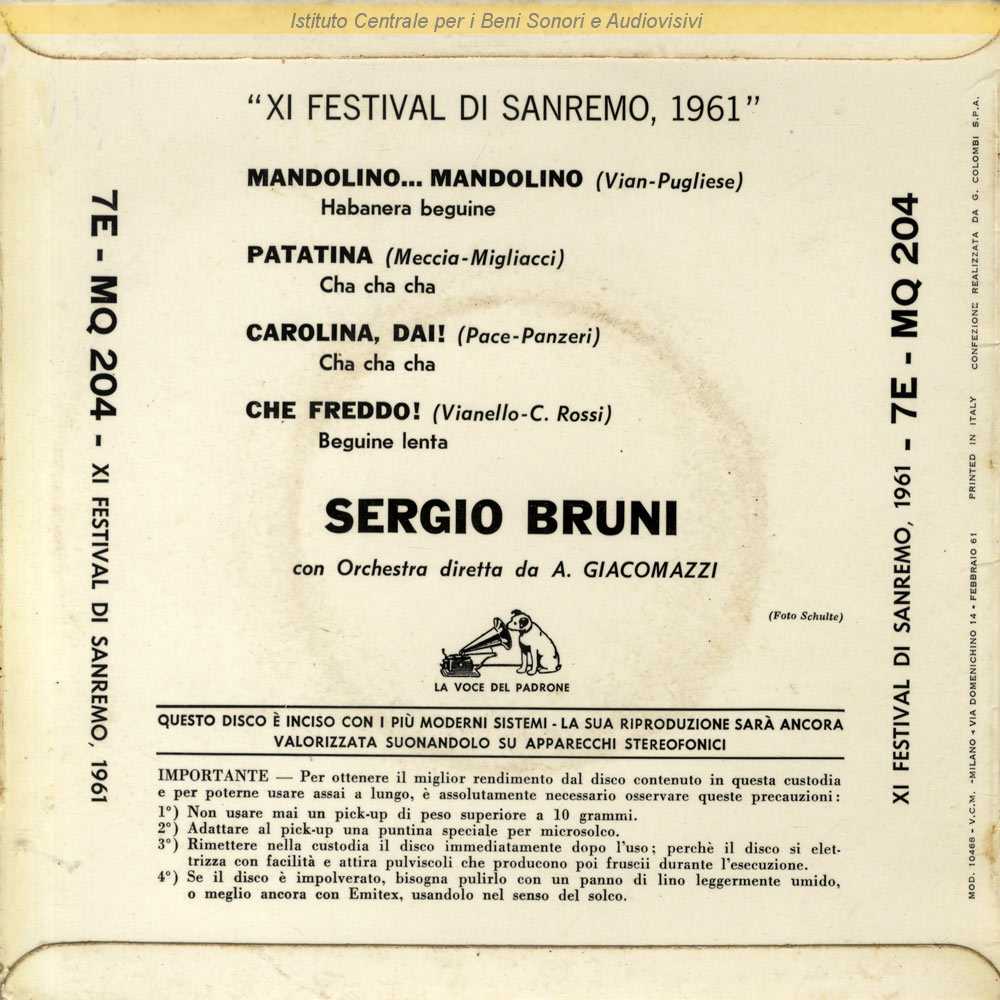 Istituto Centrale per i Beni Sonori e Audiovisivi
"XI FESTIVAL DI SANREMO, 1961"
MANDOLINO... MANDOLINO (Vian-Pugliese)
Habanera beguine
PATATINA (Meccia-Migliacci)
Cha cha cha
CAROLINA, DAI! (Pace-Panzeri)
Cha cha cha
CHE FREDDO! (Vianello-C. Rossi)
Beguine lenta
SERGIO BRUNI
con Orchestra diretta da A. GIACOMAZZI
(Foto Schulte)
LA VOCE DEL PADRONE
QUESTO DISCO È INCISO CON I PIÙ MODERNI SISTEMI - LA SUA RIPRODUZIONE SARÀ ANCORA
VALORIZZATA SUONANDOLO SU APPARECCHI STEREOFONICI
IMPORTANTE — Per ottenere il miglior rendimento dal disco contenuto in questa custodia
e per poterne usare assai a lungo, è assolutamente necessario osservare queste precauzioni:
1°) Non usare mai un pick-up di peso superiore a 10 grammi.
2°) Adattare al pick-up una puntina speciale per microsolco.
3°) Rimettere nella custodia il disco immediatamente dopo l'uso; perchè il disco si elet-
trizza con facilità e attira pulviscoli che producono poi fruscii durante l'esecuzione.
4°) Se il disco è impolverato, bisogna pulirlo con un panno di lino leggermente umido,
o meglio ancora con Emitex, usandolo nel senso del solco.
7E - MQ 204 - XI FESTIVAL DI SANREMO, 1961
XI FESTIVAL DI SANREMO, 1961 - 7E - MQ 204
MOD. 10468 - V.C.M. - MILANO - VIA DOMENICHINO 14 - FEBBRAIO 61 PRINTED IN ITALY CONFEZIONE REALIZZATA DA G. COLOMBI S.P.A.